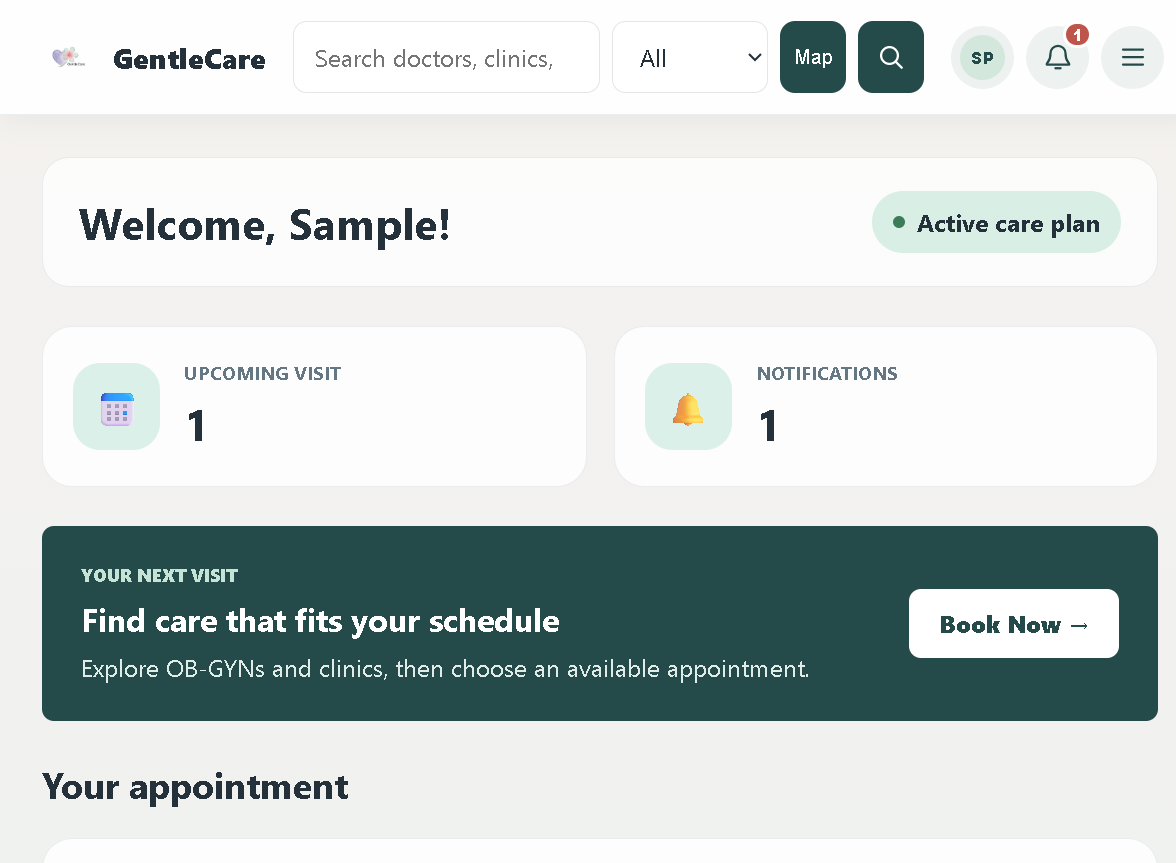 GentleCare
Search doctors, clinics,
All
Map
SP
1
Welcome, Sample!
Active care plan
UPCOMING VISIT
1
NOTIFICATIONS
1
YOUR NEXT VISIT
Find care that fits your schedule
Explore OB-GYNs and clinics, then choose an available appointment.
Book Now →
Your appointment